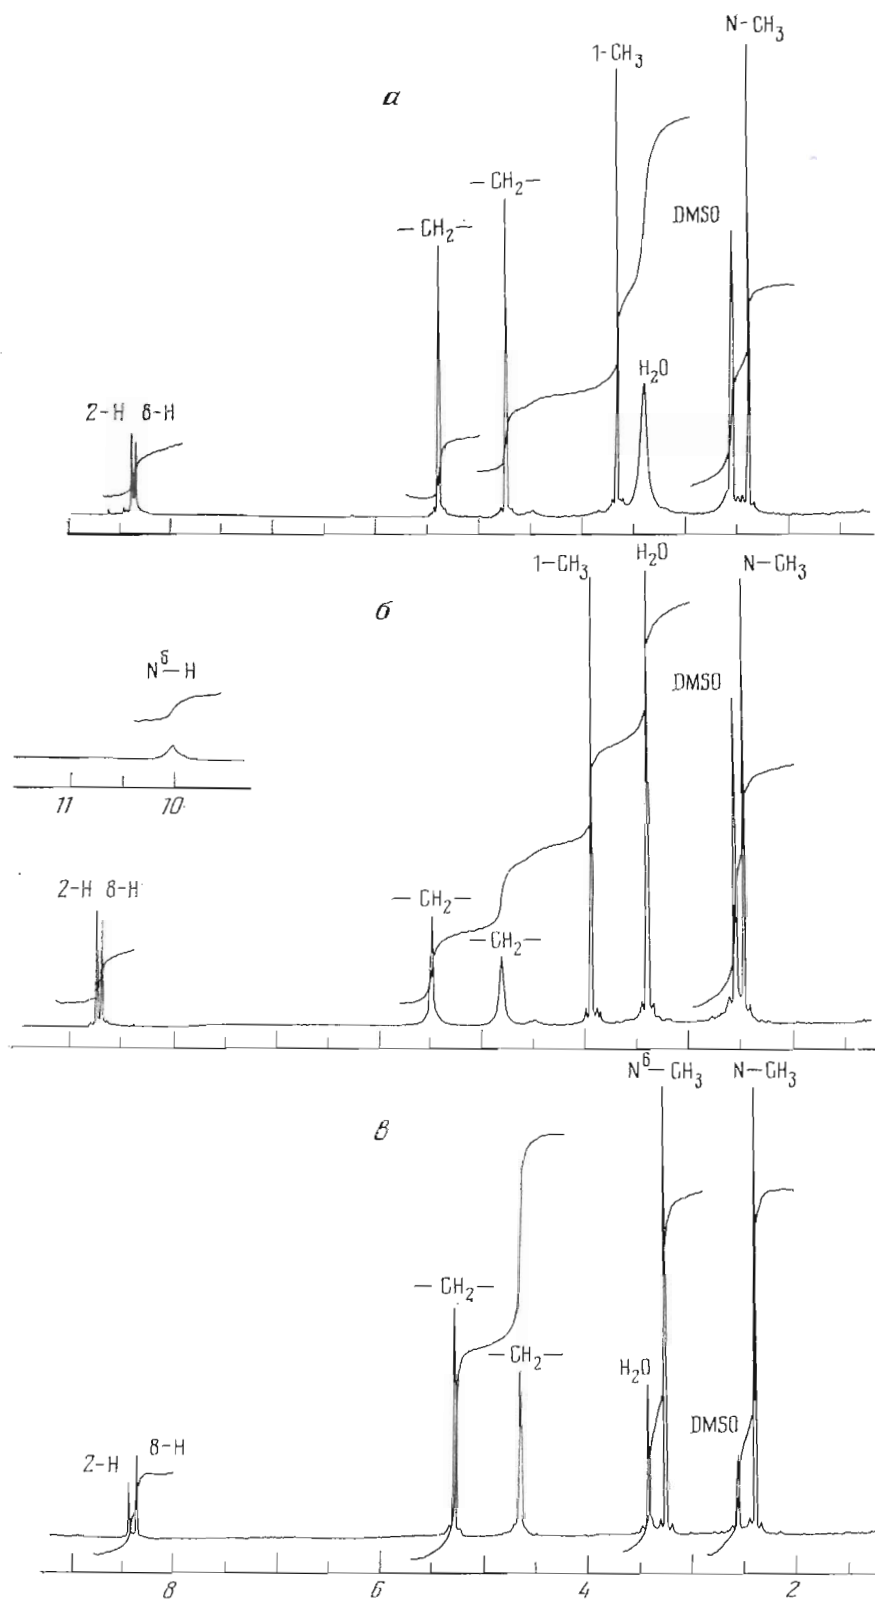 N-CH₃
1-CH₃
а
-CH₂-
DMSO
-CH₂-
H₂O
2-H 8-H
1-CH₃ H₂O N-CH₃
б
N⁶-H
DMSO
11 10
2-H 8-H
-CH₂-
-CH₂-
N⁶-CH₃ N-CH₃
в
-CH₂-
-CH₂-
H₂O
DMSO
8-H
2-H
8 6 4 2